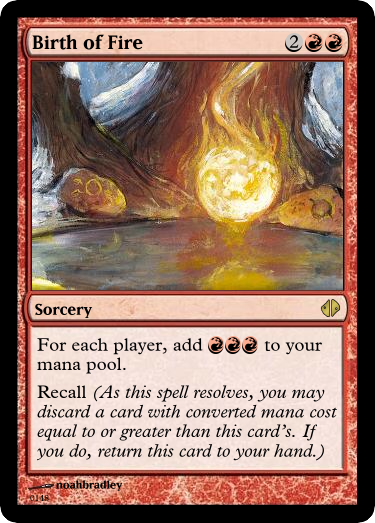 Birth of Fire 2
Sorcery
For each player, add to your
mana pool.
Recall (As this spell resolves, you may
discard a card with converted mana cost
equal to or greater than this card's. If
you do, return this card to your hand.)
noahbradley
0148